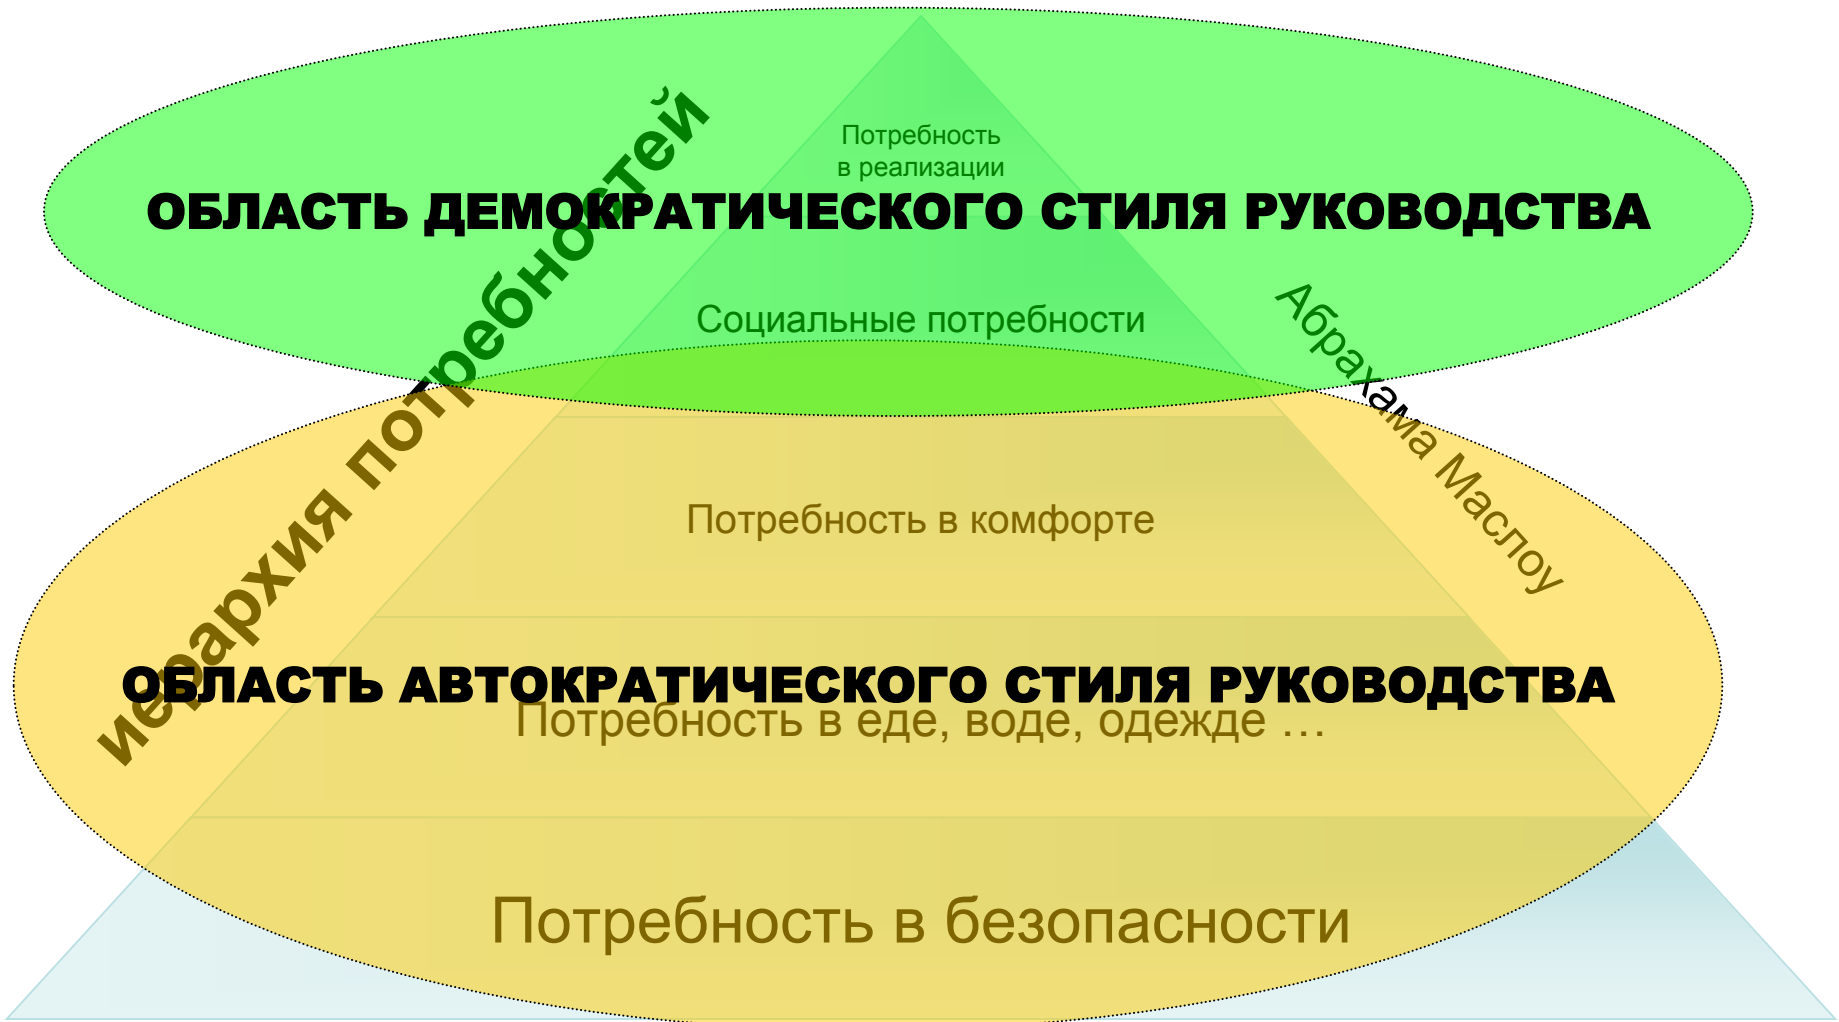 Потребность
в реализации
ОБЛАСТЬ ДЕМОКРАТИЧЕСКОГО СТИЛЯ РУКОВОДСТВА
иерархия потребностей
Абрахама Маслоу
Социальные потребности
Потребность в комфорте
ОБЛАСТЬ АВТОКРАТИЧЕСКОГО СТИЛЯ РУКОВОДСТВА
Потребность в еде, воде, одежде …
Потребность в безопасности